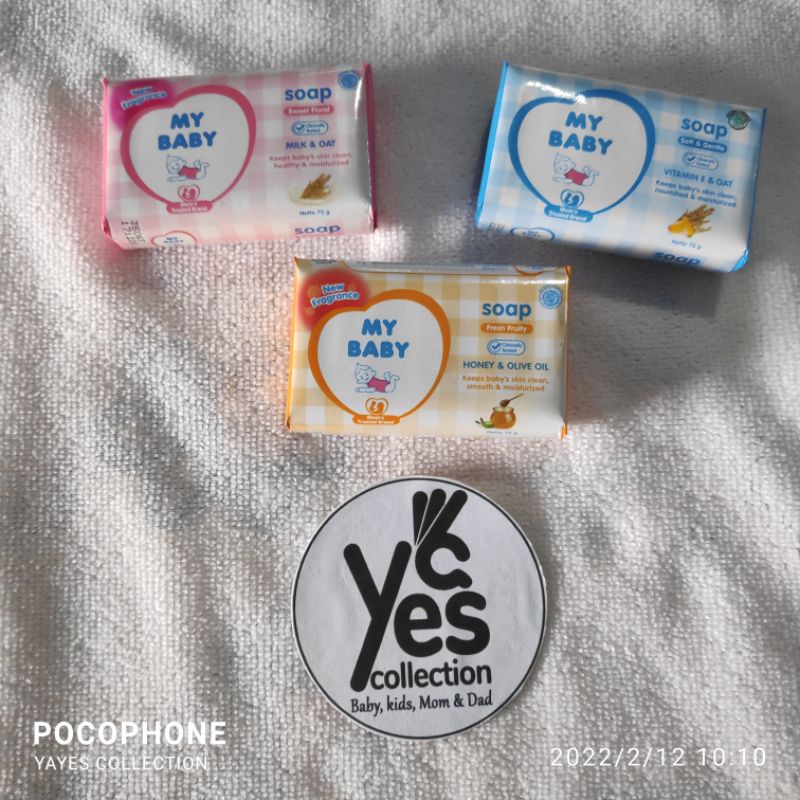 New
Fragrance
MY
BABY
Mom's
Trusted Brand
soap
Sweet Floral
Clinically
Tested
MILK & OAT
Keeps baby's skin clean,
healthy & moisturized
Netto 75 g
soap
MY
BABY
Mom's
Trusted Brand
soap
Soft & Gentle
Clinically
Tested
VITAMIN E & OAT
Keeps baby's skin clean,
nourished & moisturized
Netto 75 g
soap
New
Fragrance
MY
BABY
Mom's
Trusted Brand
soap
Fresh Fruity
Clinically
Tested
HONEY & OLIVE OIL
Keeps baby's skin clean,
smooth & moisturized
Yes
collection
Baby, kids, Mom & Dad
POCOPHONE
YAYES COLLECTION....
2022/2/12 10:10